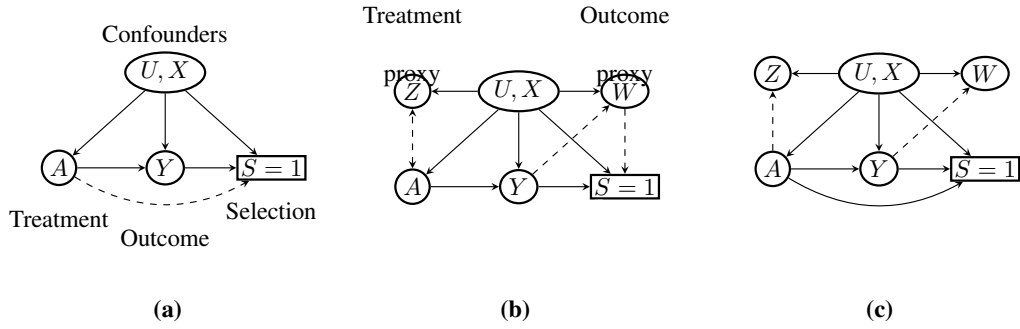 Confounders
U, X
A
Y
S = 1
Treatment
Selection
Outcome
(a)
Treatment
Outcome
proxy
proxy
Z
U, X
W
A
Y
S = 1
(b)
Z
U, X
W
A
Y
S = 1
(c)